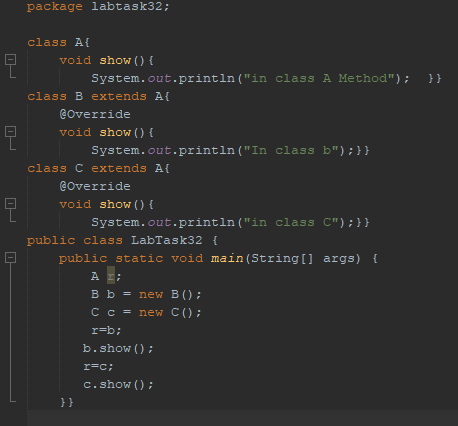 package labtask32;
class A{
void show(){
System.out.println("in class A Method");  }}
class B extends A{
@Override
void show(){
System.out.println("In class b");}}
class C extends A{
@Override
void show(){
System.out.println("in class C");}}
public class LabTask32 {
public static void main(String[] args) {
A r;
B b = new B();
C c = new C();
r=b;
b.show();
r=c;
c.show();
}}